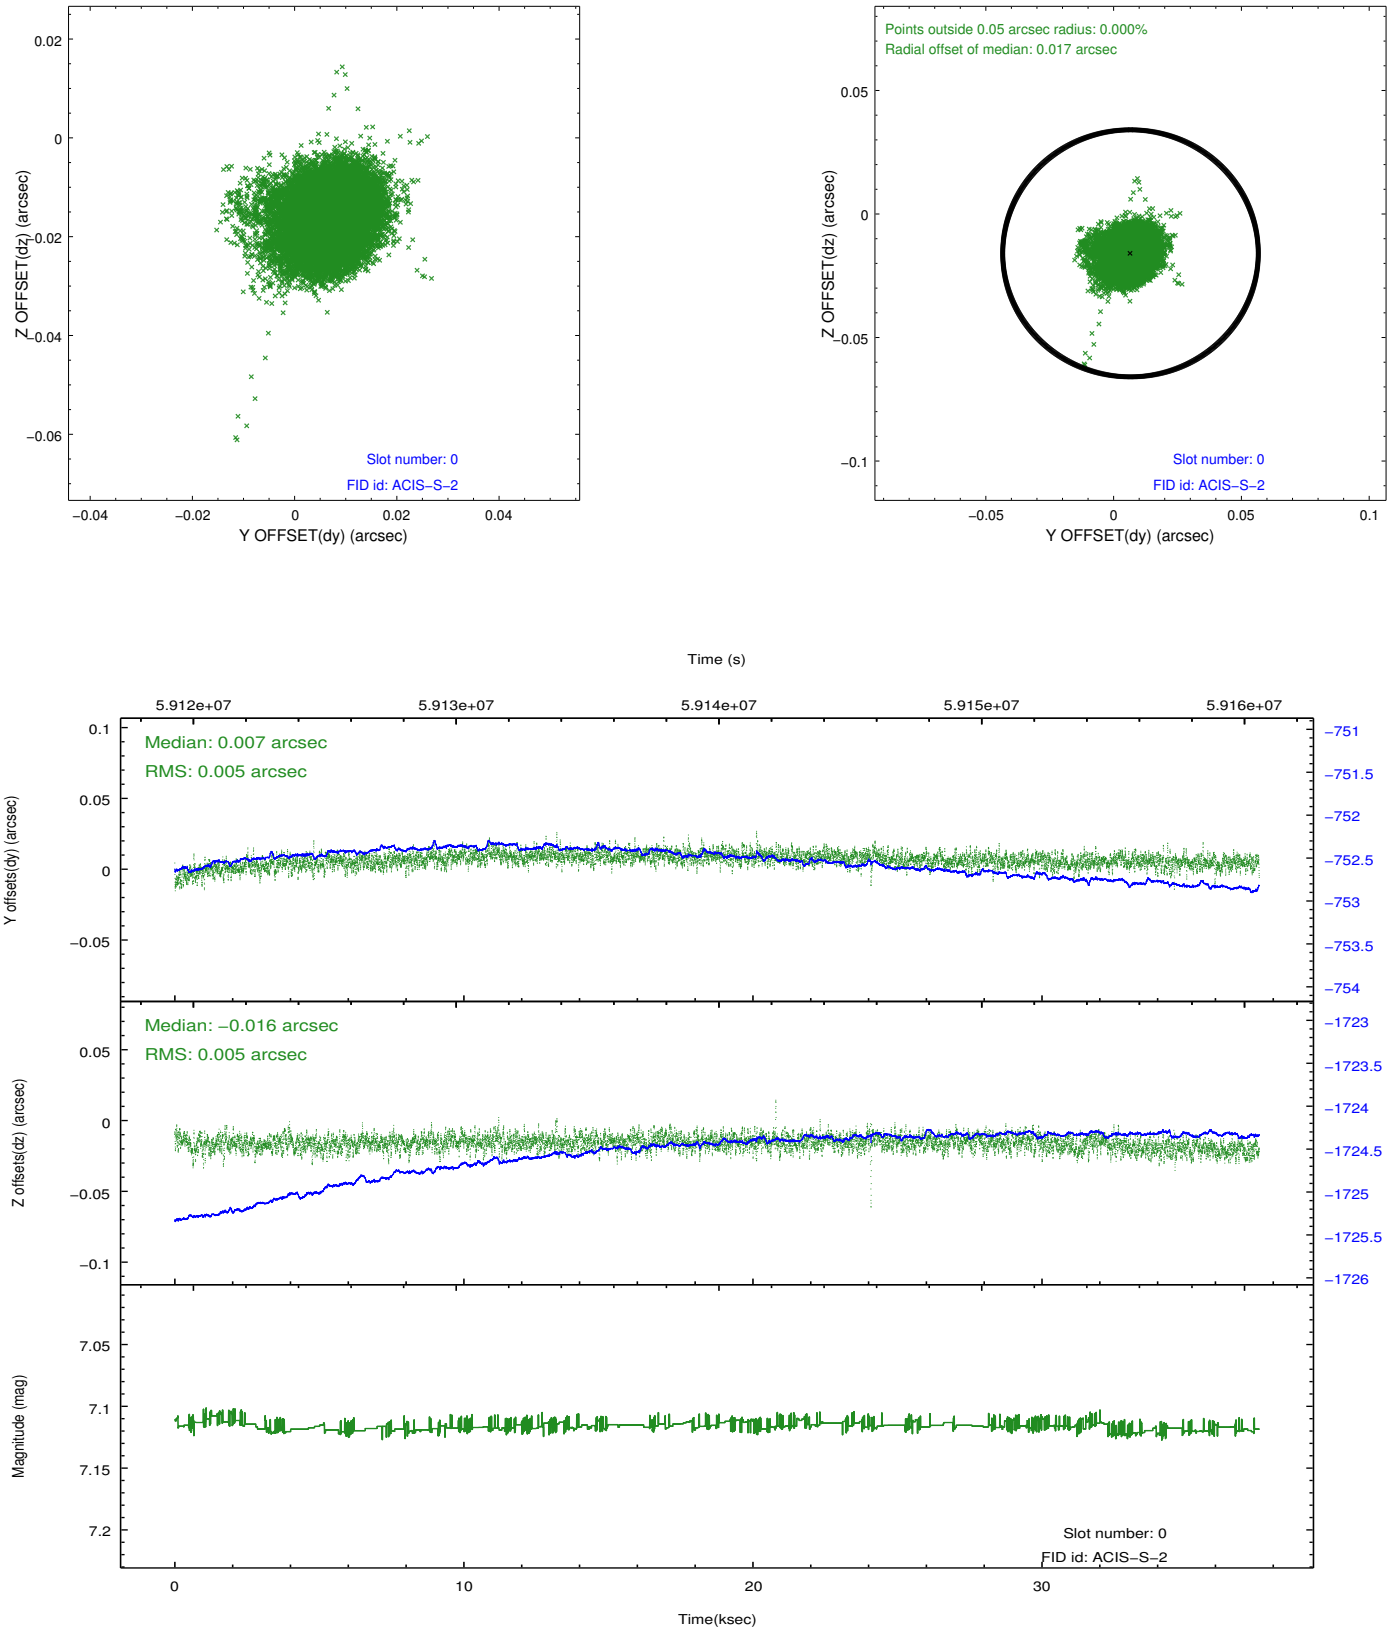 0.02
0
−0.02
−0.04
−0.06
Z OFFSET(dz) (arcsec)
Slot number: 0
FID id: ACIS−S−2
−0.04
−0.02
0
0.02
0.04
Y OFFSET(dy) (arcsec)
Points outside 0.05 arcsec radius: 0.000%
Radial offset of median: 0.017 arcsec
0.05
0
−0.05
−0.1
Z OFFSET(dz) (arcsec)
Slot number: 0
FID id: ACIS−S−2
−0.05
0
0.05
0.1
Y OFFSET(dy) (arcsec)
Time (s)
5.912e+07
5.913e+07
5.914e+07
5.915e+07
5.916e+07
Median: 0.007 arcsec
RMS: 0.005 arcsec
0.1
0.05
0
−0.05
Y offsets(dy) (arcsec)
−751
−751.5
−752
−752.5
−753
−753.5
−754
Median: −0.016 arcsec
RMS: 0.005 arcsec
0.05
0
−0.05
−0.1
Z offsets(dz) (arcsec)
−1723
−1723.5
−1724
−1724.5
−1725
−1725.5
−1726
7.05
7.1
7.15
7.2
Magnitude (mag)
Slot number: 0
FID id: ACIS−S−2
0
10
20
30
Time(ksec)